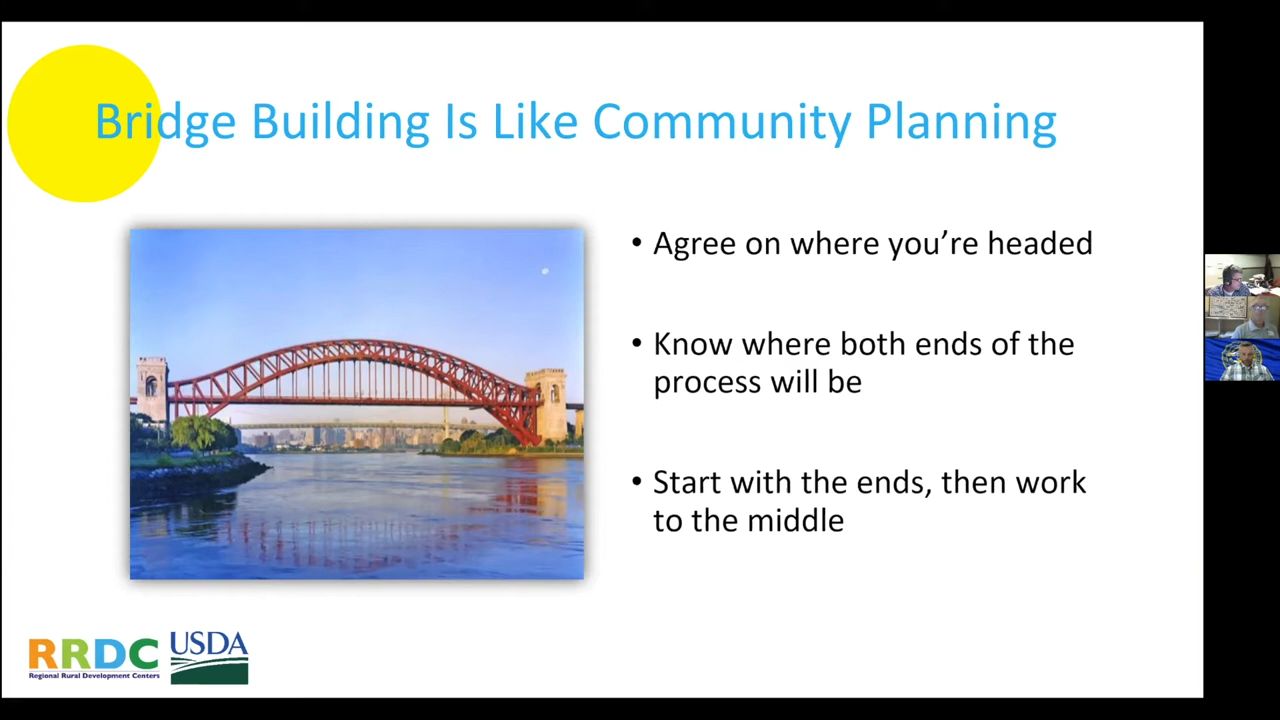 Bridge Building Is Like Community Planning
• Agree on where you’re headed
• Know where both ends of the
process will be
• Start with the ends, then work
to the middle
RRDC
Regional Rural Development Centers
USDA